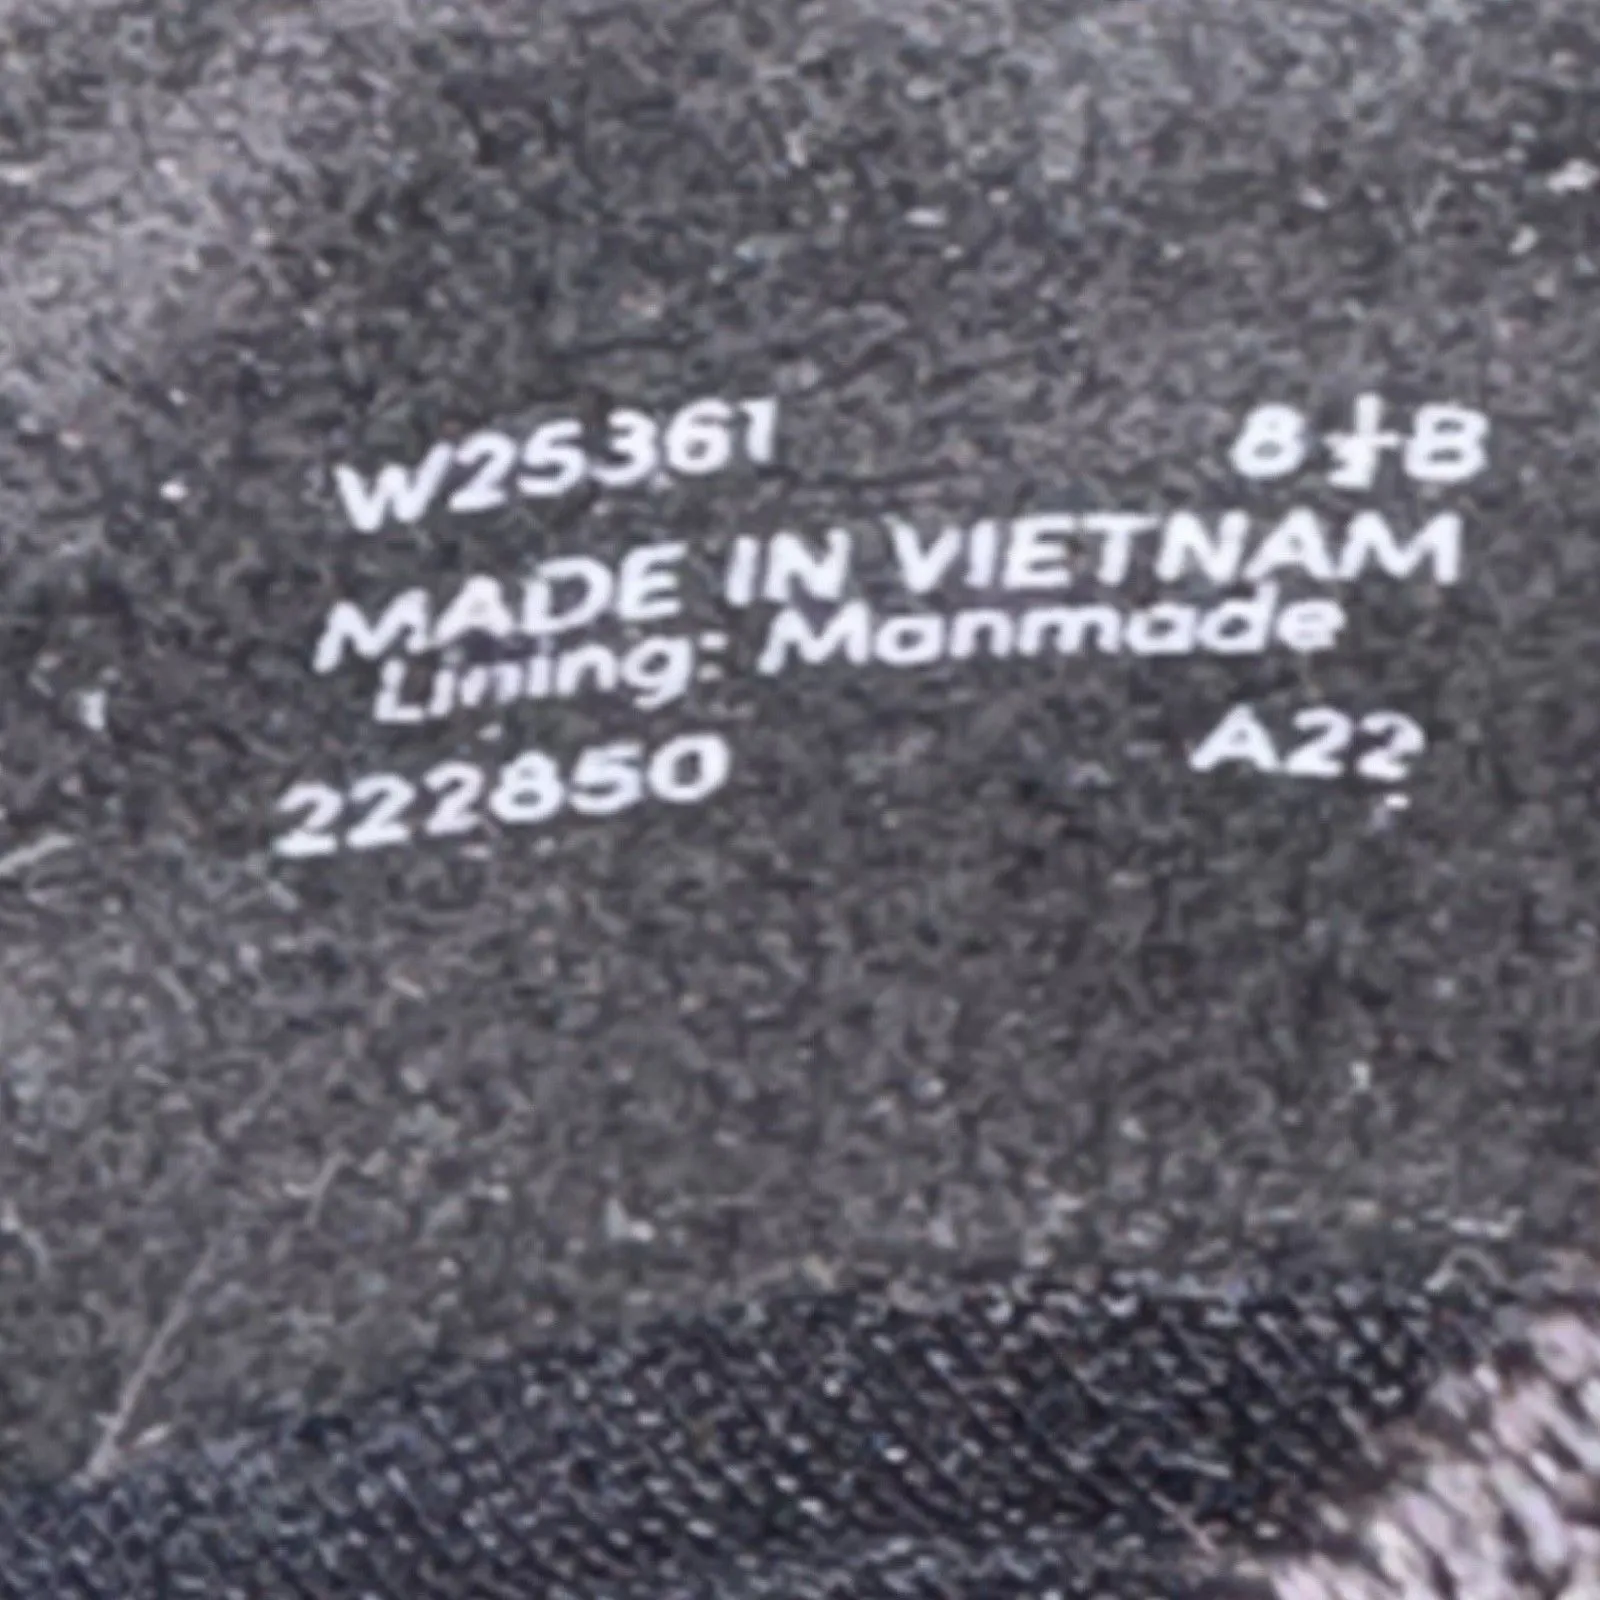 W25361 8½B
MADE IN VIETNAM
Lining: Manmade
222850 A22